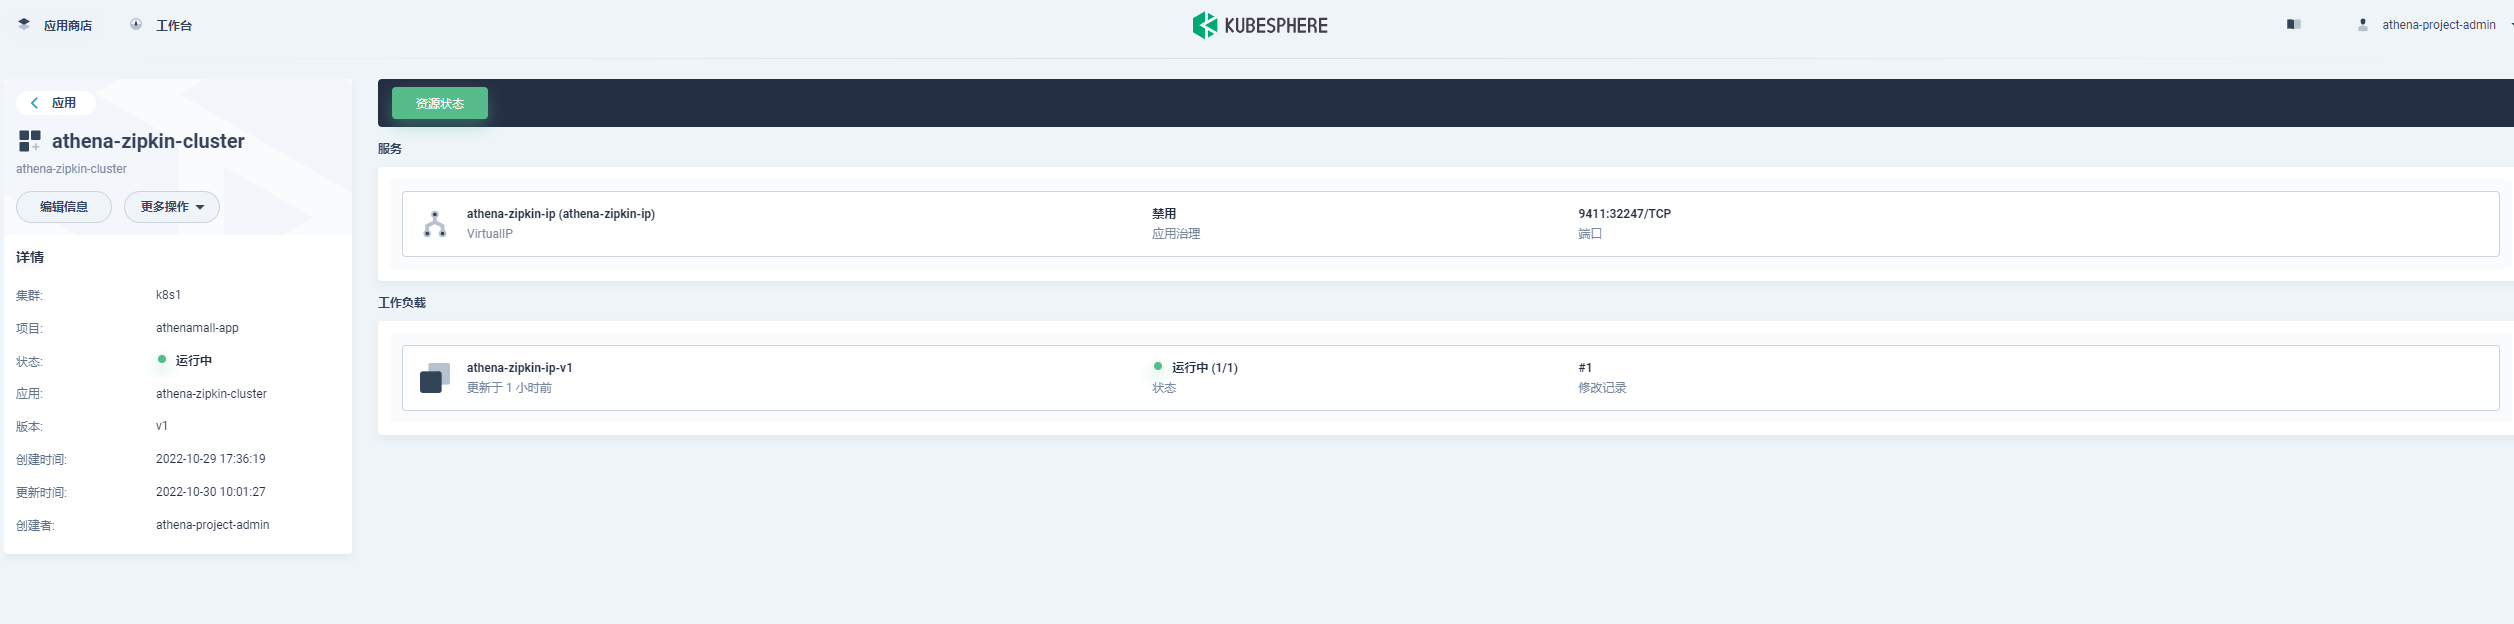 应用商店
工作台
KUBESPHERE
athena-project-admin
应用
athena-zipkin-cluster
athena-zipkin-cluster
编辑信息
更多操作
详情
集群: k8s1
项目: athenamall-app
状态: 运行中
应用: athena-zipkin-cluster
版本: v1
创建时间: 2022-10-29 17:36:19
更新时间: 2022-10-30 10:01:27
创建者: athena-project-admin
资源状态
服务
athena-zipkin-ip (athena-zipkin-ip)
VirtualIP
禁用
应用治理
9411:32247/TCP
端口
工作负载
athena-zipkin-ip-v1
更新于 1 小时前
运行中 (1/1)
状态
#1
修改记录